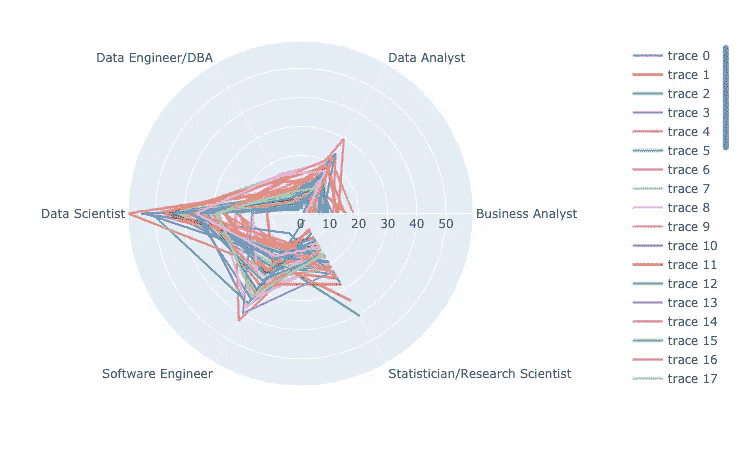 Data Engineer/DBA
Data Analyst
Data Scientist
Business Analyst
0 10 20 30 40 50
Software Engineer
Statistician/Research Scientist
trace 0
trace 1
trace 2
trace 3
trace 4
trace 5
trace 6
trace 7
trace 8
trace 9
trace 10
trace 11
trace 12
trace 13
trace 14
trace 15
trace 16
trace 17